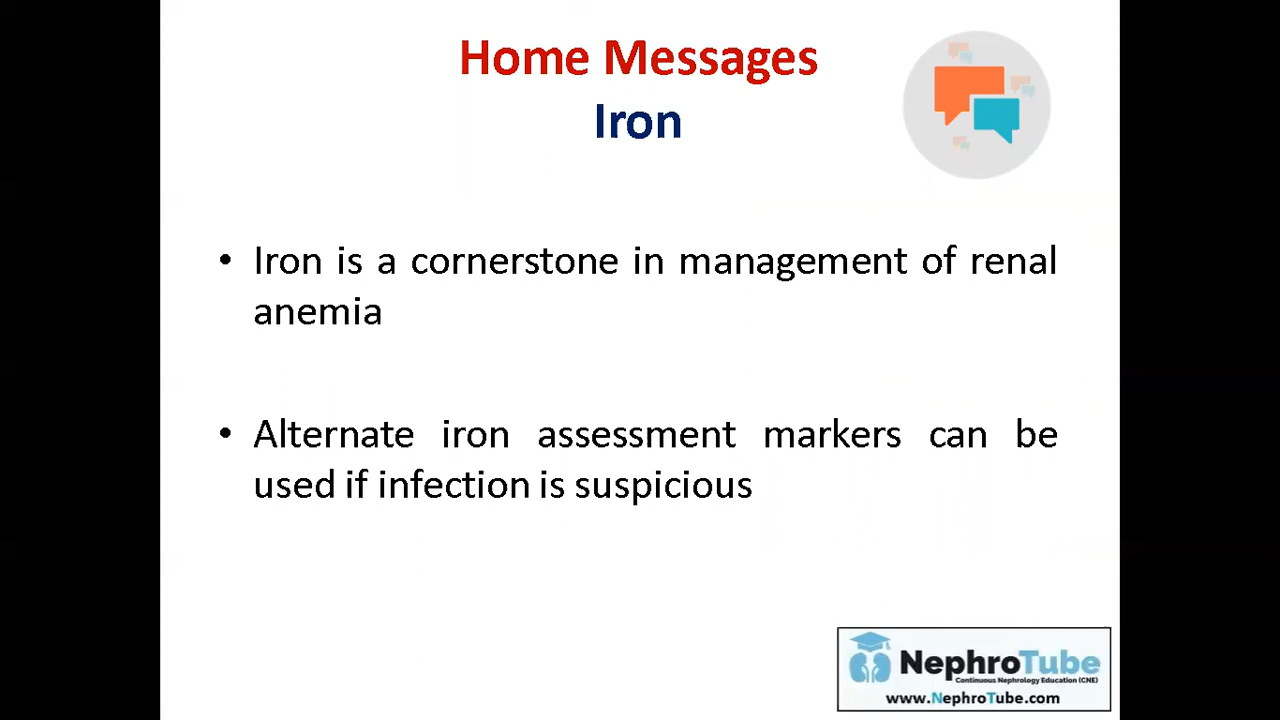 Home Messages
Iron
• Iron is a cornerstone in management of renal
anemia
• Alternate iron assessment markers can be
used if infection is suspicious
NephroTube
Continuous Nephrology Education (CNE)
www.NephroTube.com